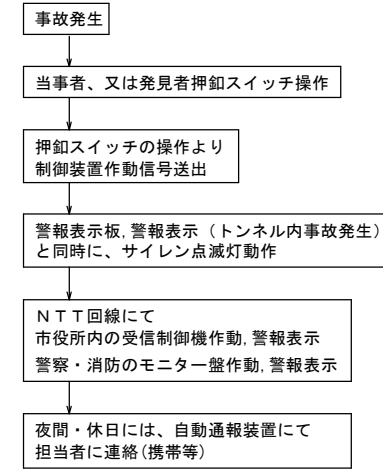 事故発生
当事者、又は発見者押釦スイッチ操作
押釦スイッチの操作より
制御装置作動信号送出
警報表示板,警報表示（トンネル内事故発生）
と同時に、サイレン点滅灯動作
ＮＴＴ回線にて
市役所内の受信制御機作動,警報表示
警察・消防のモニター盤作動,警報表示
夜間・休日には、自動通報装置にて
担当者に連絡(携帯等)